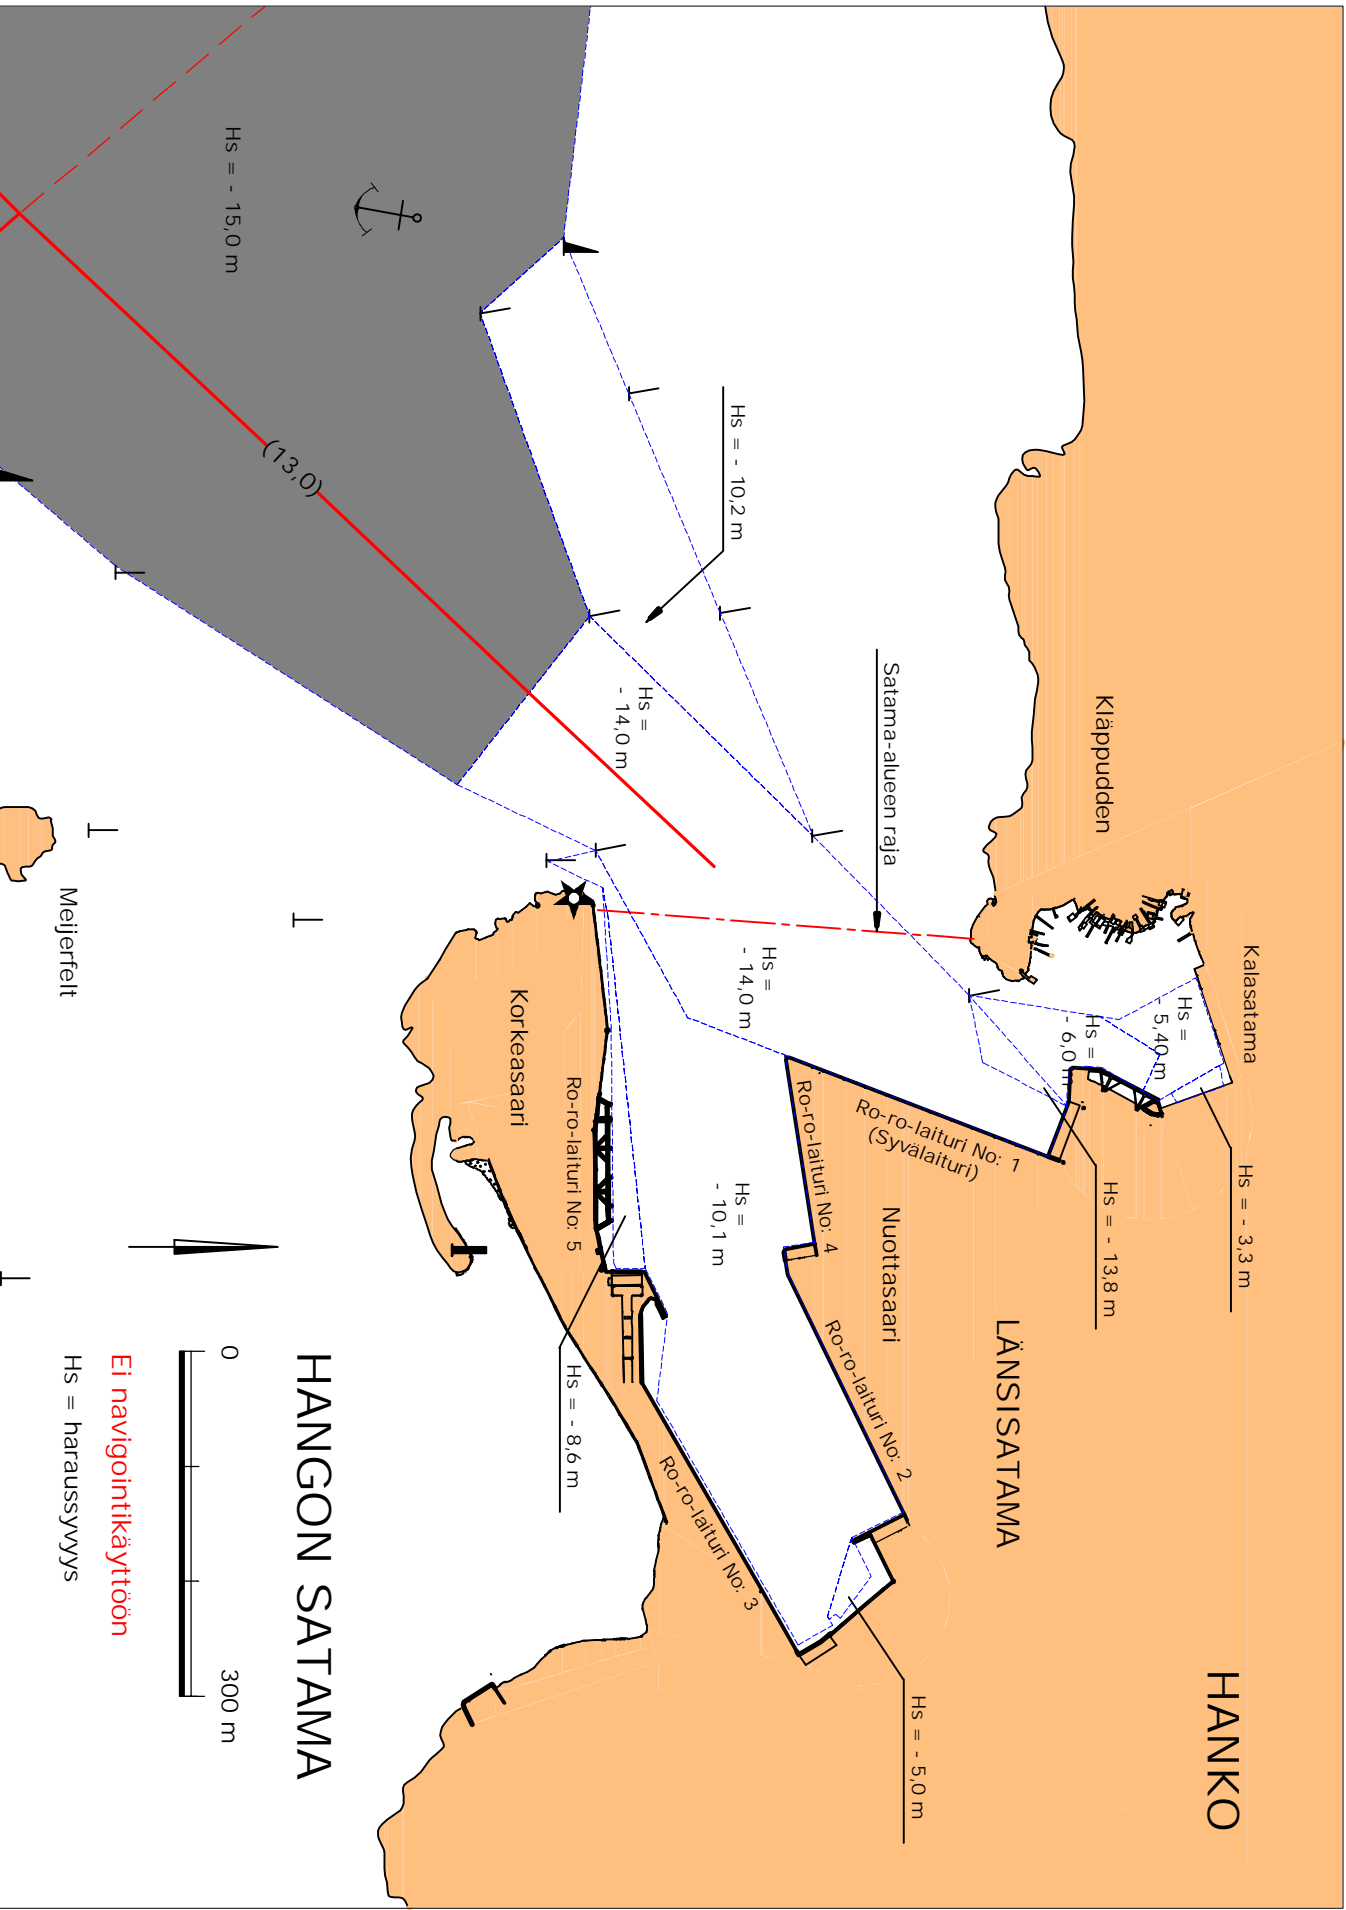 HANKO
Kalasatama
Kläppudden
Hs =
- 5,40 m
Hs =
- 6,0 m
Hs = - 3,3 m
Hs = - 13,8 m
Satama-alueen raja
LÄNSISATAMA
Nuottasaari
Ro-ro-laituri No: 1
(Syvälaituri)
Ro-ro-laituri No: 4
Ro-ro-laituri No: 2
Hs = - 5,0 m
Hs = - 10,2 m
Hs =
- 14,0 m
Hs =
- 14,0 m
Hs =
- 10,1 m
Ro-ro-laituri No: 3
Ro-ro-laituri No: 5
Hs = - 8,6 m
Korkeasaari
Hs = - 15,0 m
(13,0)
Meijerfelt
HANGON SATAMA
0
300 m
Ei navigointikäyttöön
Hs = haraussyvyys